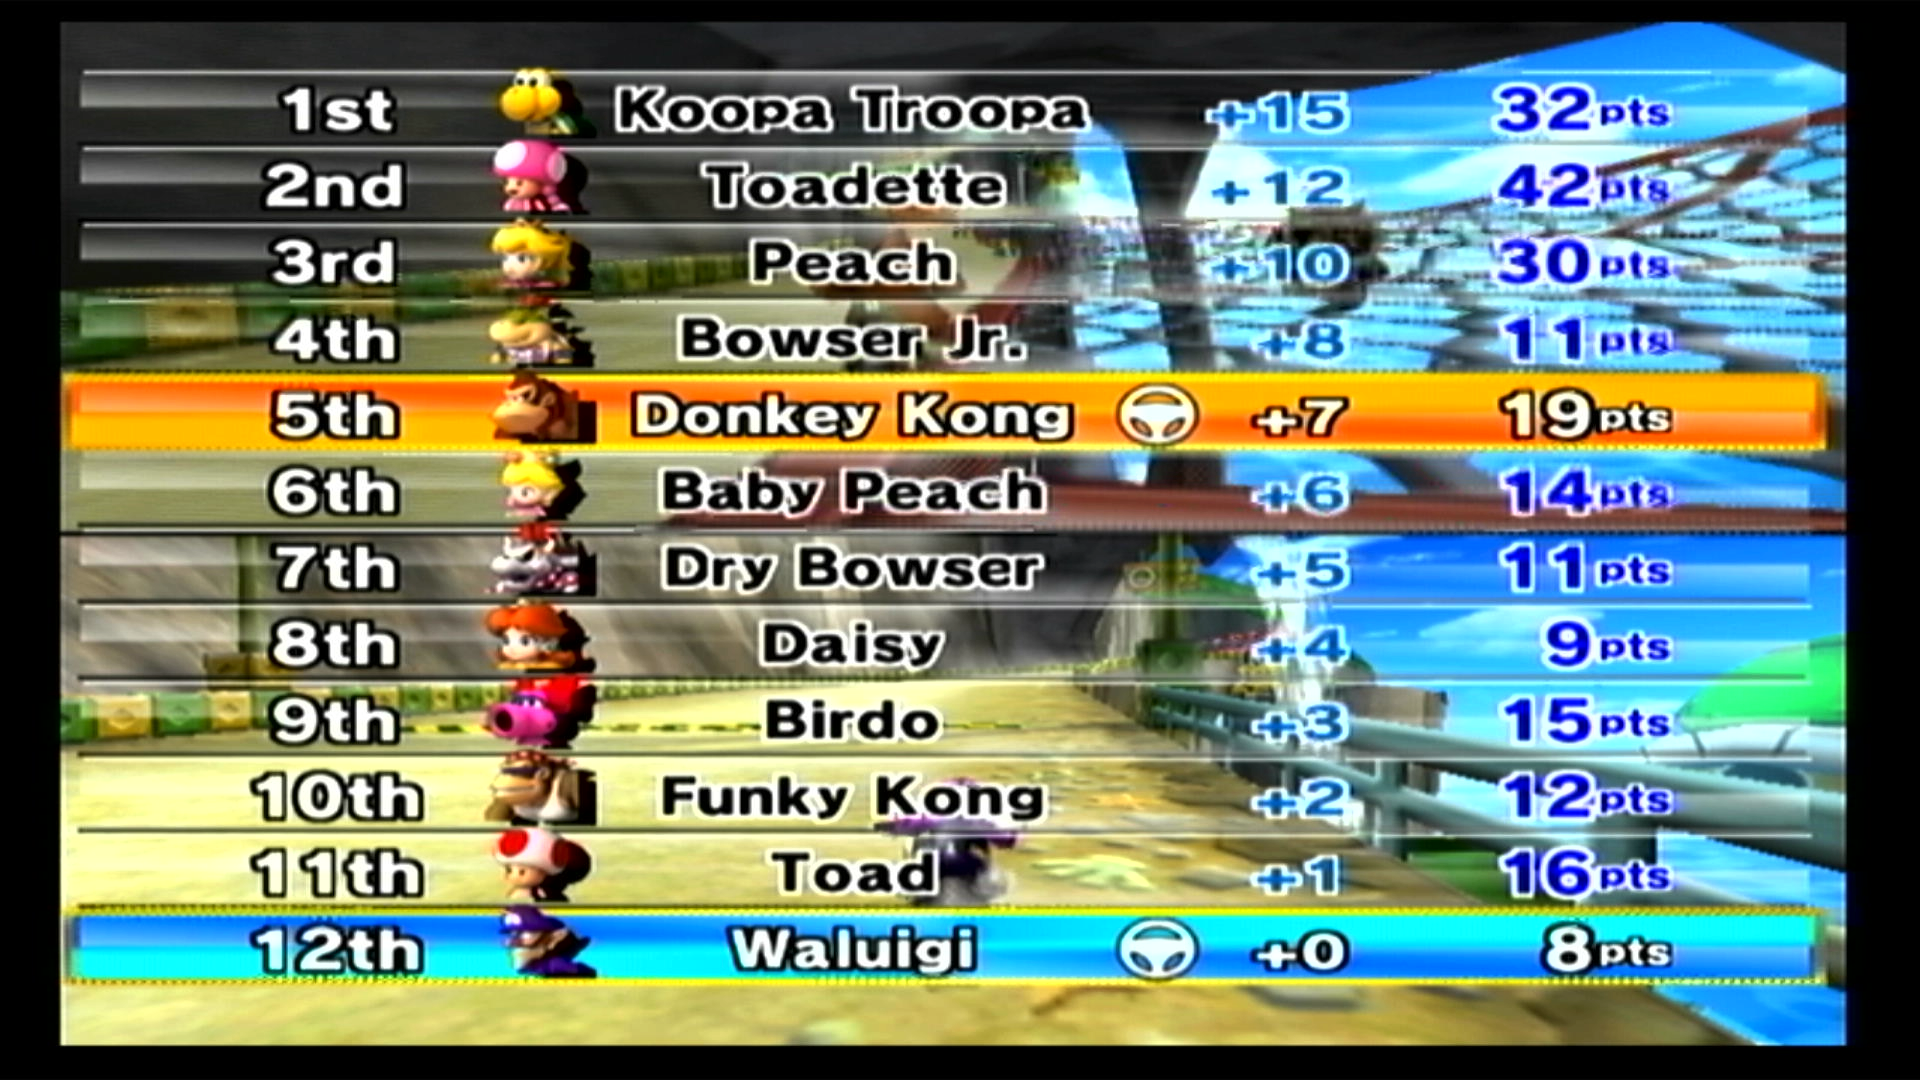 1st Koopa Troopa +15 32pts
2nd Toadette +12 42pts
3rd Peach +10 30pts
4th Bowser Jr. +8 11pts
5th Donkey Kong +7 19pts
6th Baby Peach +6 14pts
7th Dry Bowser +5 11pts
8th Daisy +4 9pts
9th Birdo +3 15pts
10th Funky Kong +2 12pts
11th Toad +1 16pts
12th Waluigi +0 8pts